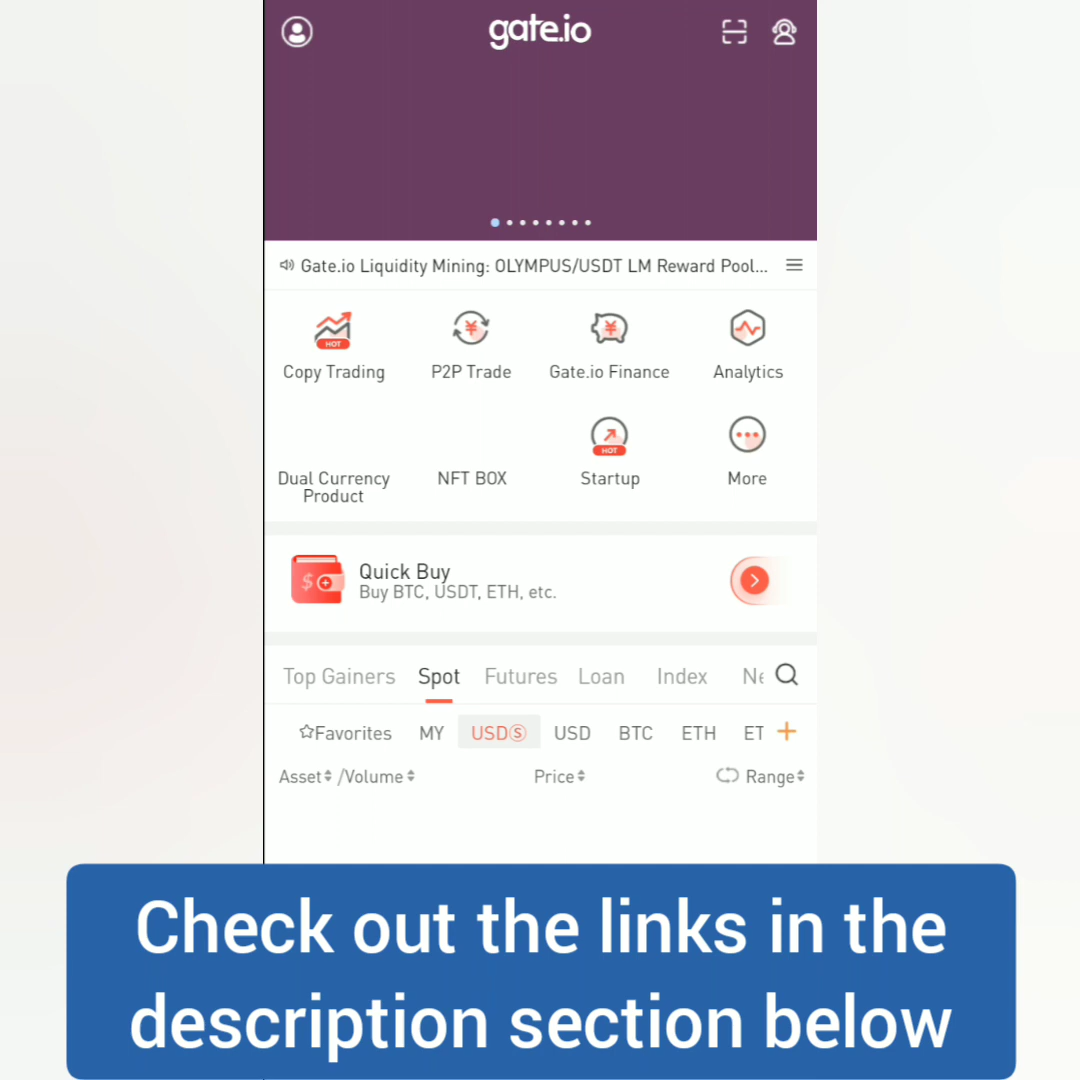 gate.io
Gate.io Liquidity Mining: OLYMPUS/USDT LM Reward Pool...
HOT
Copy Trading P2P Trade Gate.io Finance Analytics
HOT
Dual Currency Product NFT BOX Startup More
Quick Buy
Buy BTC, USDT, ETH, etc.
Top Gainers Spot Futures Loan Index Ne
Favorites MY USDⓈ USD BTC ETH ET
Asset /Volume Price Range
Check out the links in the
description section below